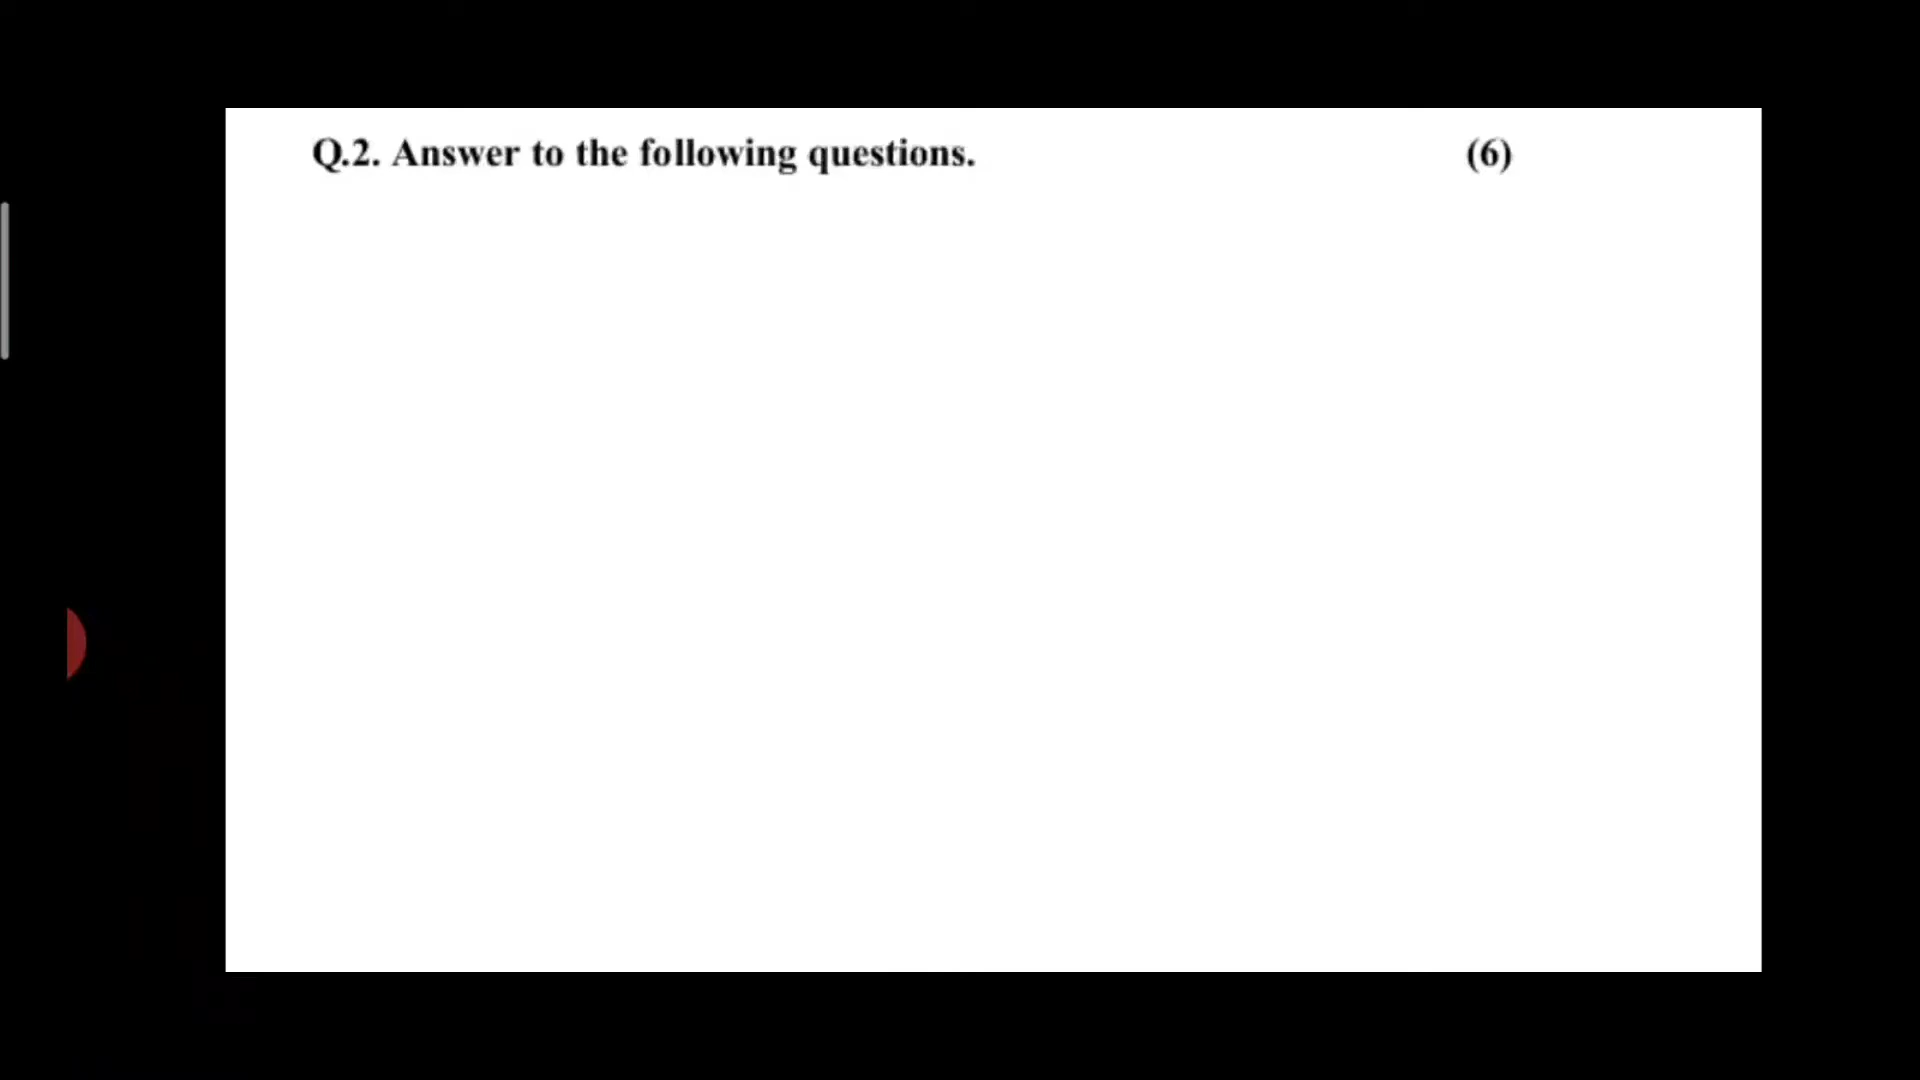 Q.2. Answer to the following questions. (6)